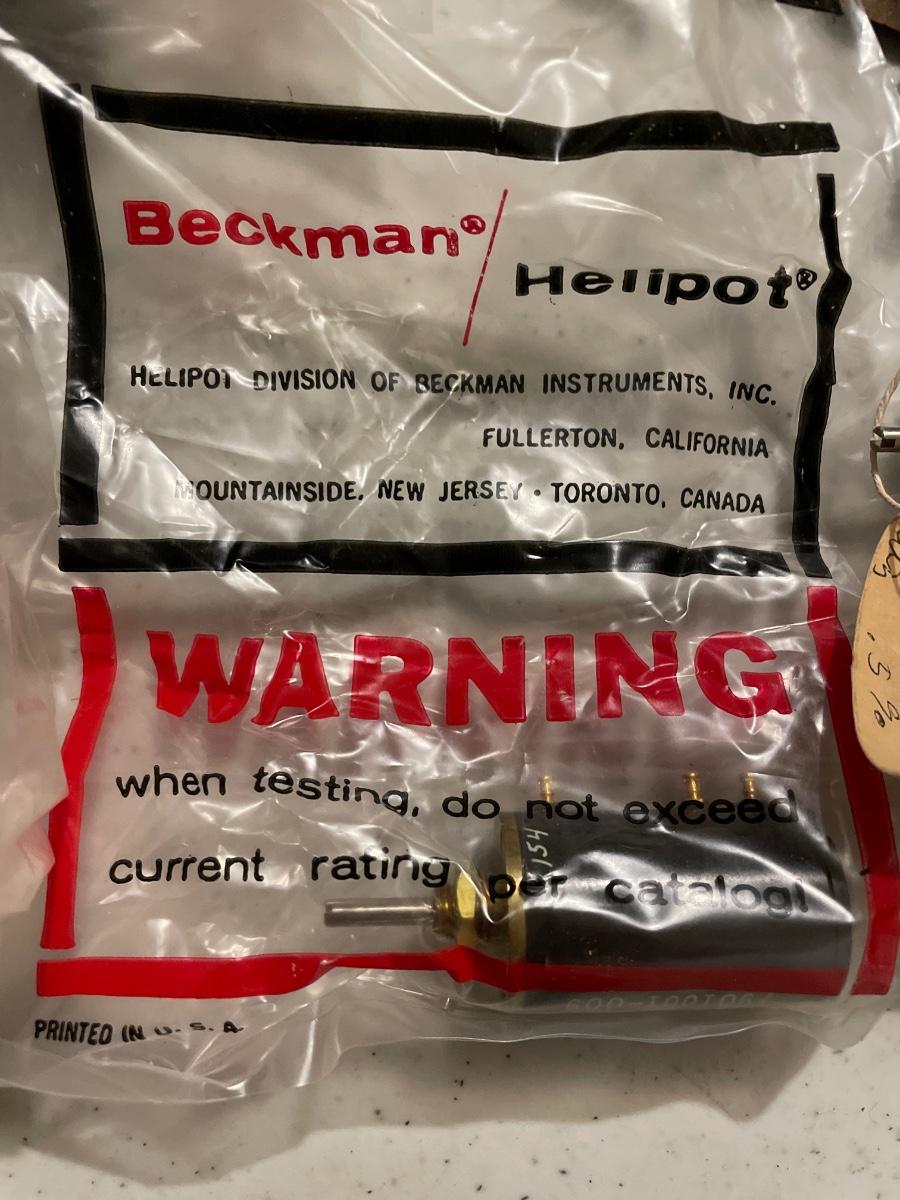 Beckman®/
Helipot®
HELIPOT DIVISION OF BECKMAN INSTRUMENTS, INC.
FULLERTON, CALIFORNIA
MOUNTAINSIDE, NEW JERSEY • TORONTO, CANADA
WARNING
when testing, do not exceed
current rating per catalog!
154
PRINTED IN U. S. A.